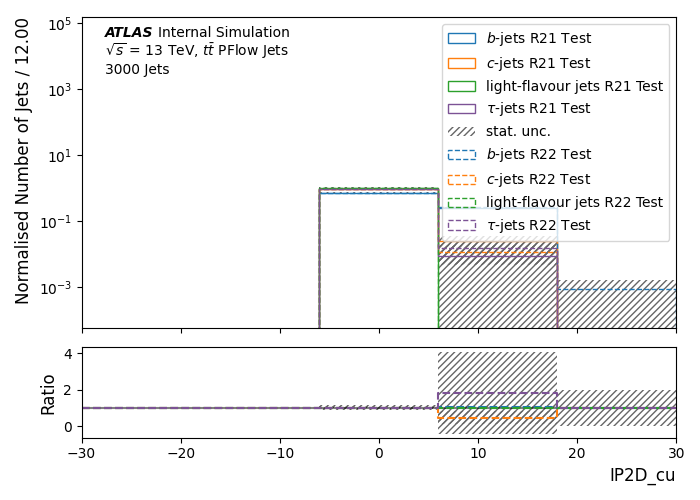 Normalised Number of Jets / 12.00
10^5
10^3
10^1
10^−1
10^−3
ATLAS Internal Simulation
√s = 13 TeV, tt̄ PFlow Jets
3000 Jets
b-jets R21 Test
c-jets R21 Test
light-flavour jets R21 Test
τ-jets R21 Test
stat. unc.
b-jets R22 Test
c-jets R22 Test
light-flavour jets R22 Test
τ-jets R22 Test
Ratio
4
2
0
−30 −20 −10 0 10 20 30
IP2D_cu